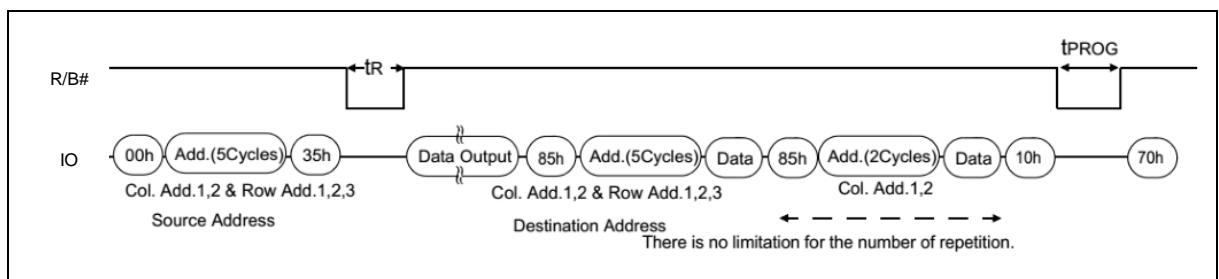 tPROG
R/B#
tR
IO
00h Add.(5Cycles) 35h Data Output 85h Add.(5Cycles) Data 85h Add.(2Cycles) Data 10h 70h
Col. Add.1,2 & Row Add.1,2,3 Col. Add.1,2 & Row Add.1,2,3 Col. Add.1,2
Source Address Destination Address
There is no limitation for the number of repetition.